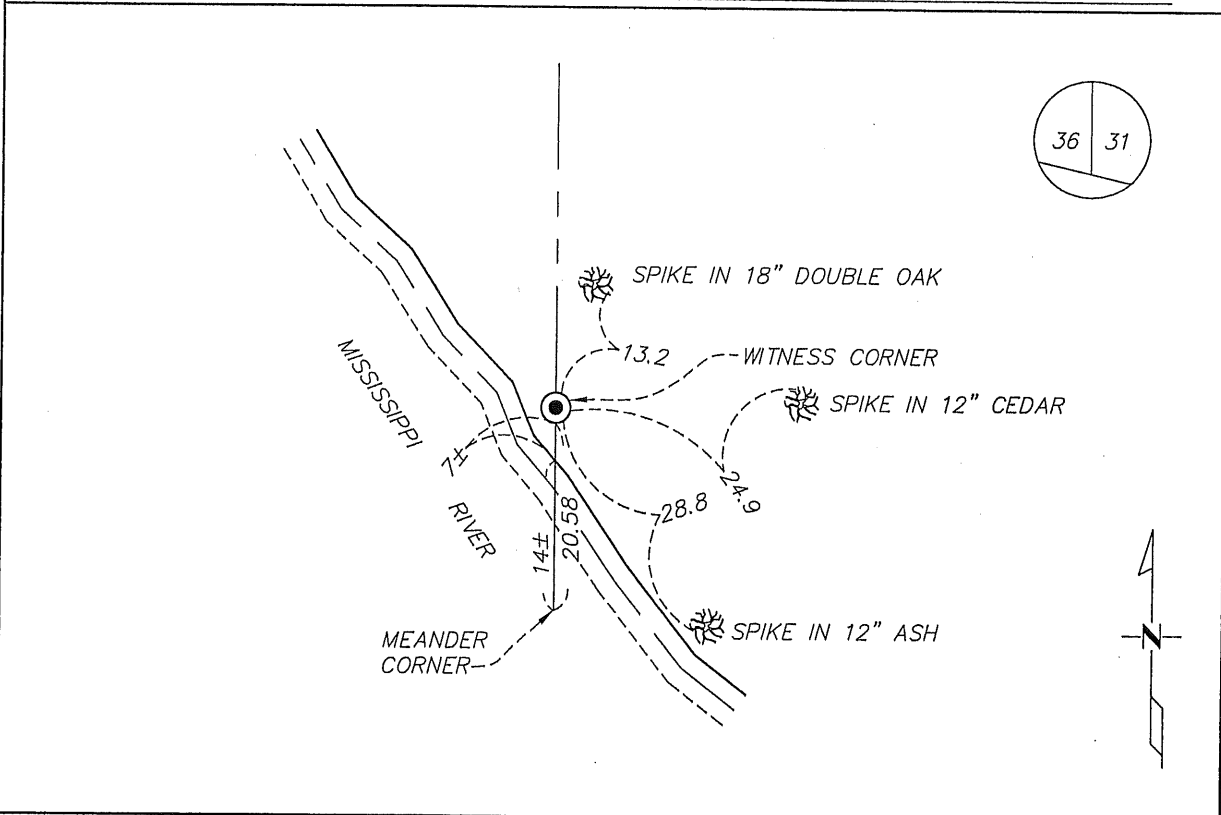 36 31
SPIKE IN 18" DOUBLE OAK
13.2
WITNESS CORNER
SPIKE IN 12" CEDAR
MISSISSIPPI
RIVER
7±
24.9
28.8
14±
20.58
MEANDER
CORNER
SPIKE IN 12" ASH
N